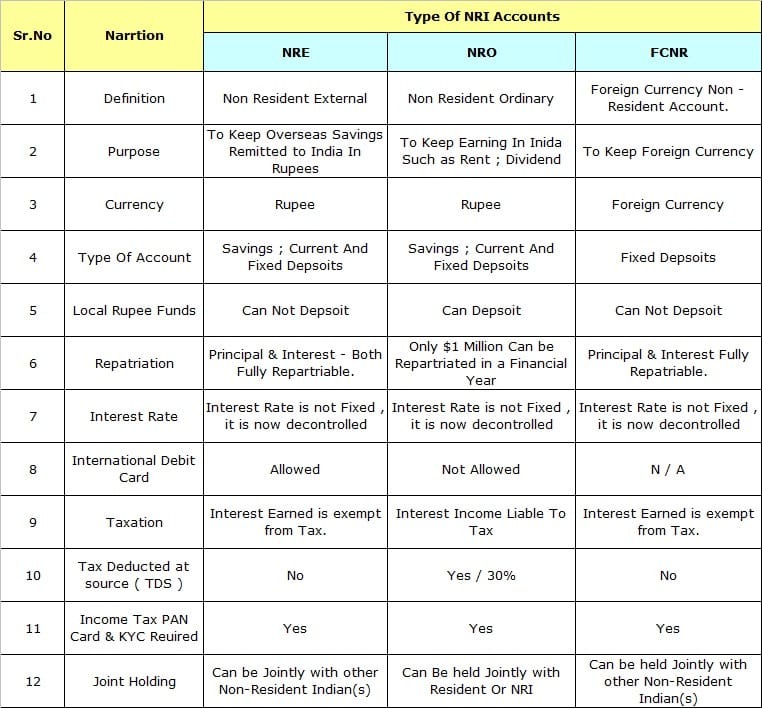 Type Of NRI Accounts
Sr.No
Narrtion
NRE
NRO
FCNR
1
Definition
Non Resident External
Non Resident Ordinary
Foreign Currency Non -
Resident Account.
2
Purpose
To Keep Overseas Savings
Remitted to India In
Rupees
To Keep Earning In Inida
Such as Rent ; Dividend
To Keep Foreign Currency
3
Currency
Rupee
Rupee
Foreign Currency
4
Type Of Account
Savings ; Current And
Fixed Depsoits
Savings ; Current And
Fixed Depsoits
Fixed Depsoits
5
Local Rupee Funds
Can Not Depsoit
Can Depsoit
Can Not Depsoit
6
Repatriation
Principal & Interest - Both
Fully Repartriable.
Only $1 Million Can be
Repartriated in a Financial
Year
Principal & Interest Fully
Repatriable.
7
Interest Rate
Interest Rate is not Fixed ,
it is now decontrolled
Interest Rate is not Fixed ,
it is now decontrolled
Interest Rate is not Fixed ,
it is now decontrolled
8
International Debit
Card
Allowed
Not Allowed
N / A
9
Taxation
Interest Earned is exempt
from Tax.
Interest Income Liable To
Tax
Interest Earned is exempt
from Tax.
10
Tax Deducted at
source ( TDS )
No
Yes / 30%
No
11
Income Tax PAN
Card & KYC Reuired
Yes
Yes
Yes
12
Joint Holding
Can be Jointly with other
Non-Resident Indian(s)
Can Be held Jointly with
Resident Or NRI
Can be held Jointly with
other Non-Resident
Indian(s)